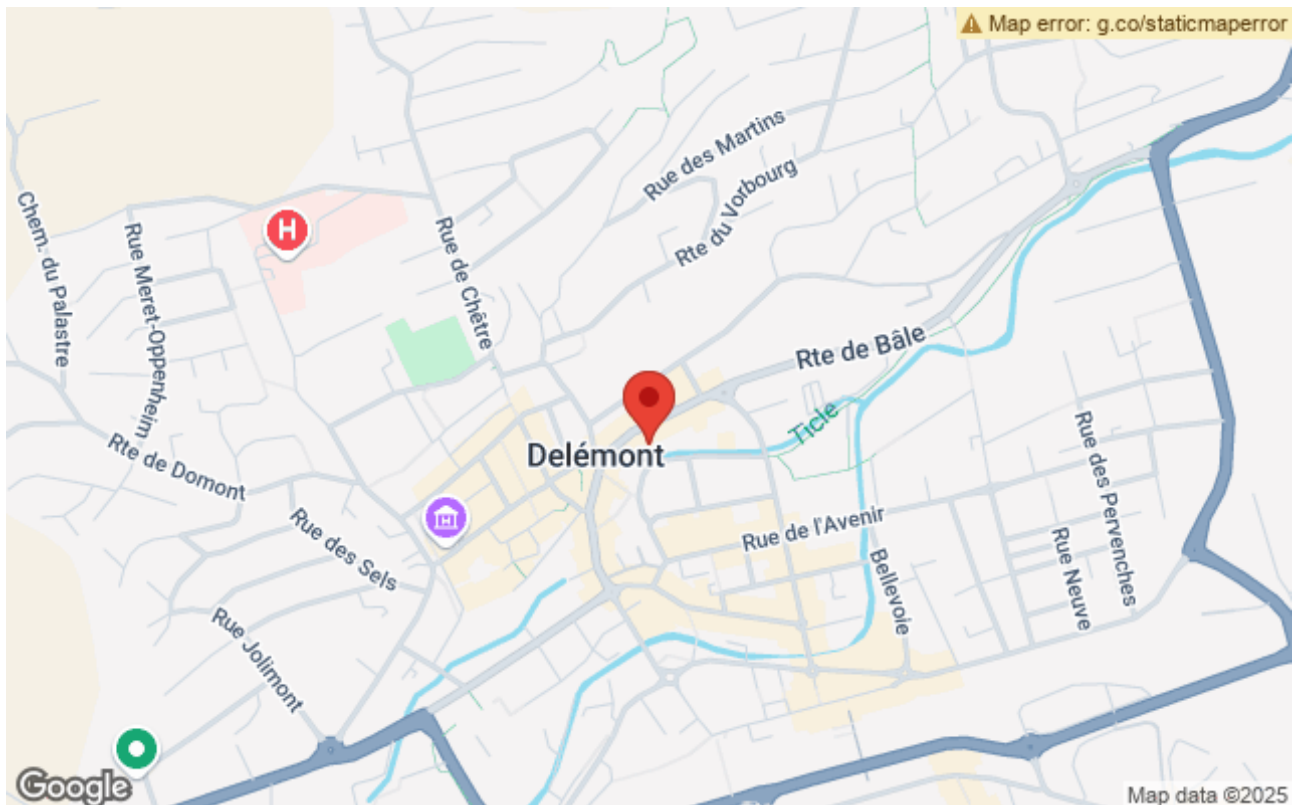 Map error: g.co/staticmaperror
Rue des Martins
Rte du Vorbourg
Chem. du Palastre
Rue Meret-Oppenheim
H
Rue de Chêtre
Rte de Bâle
Ticle
Delémont
Rte de Domont
Rue des Sels
Rue de l'Avenir
Rue des Pervenches
Rue Neuve
Bellevoie
Rue Jolimont
Google
Map data ©2025